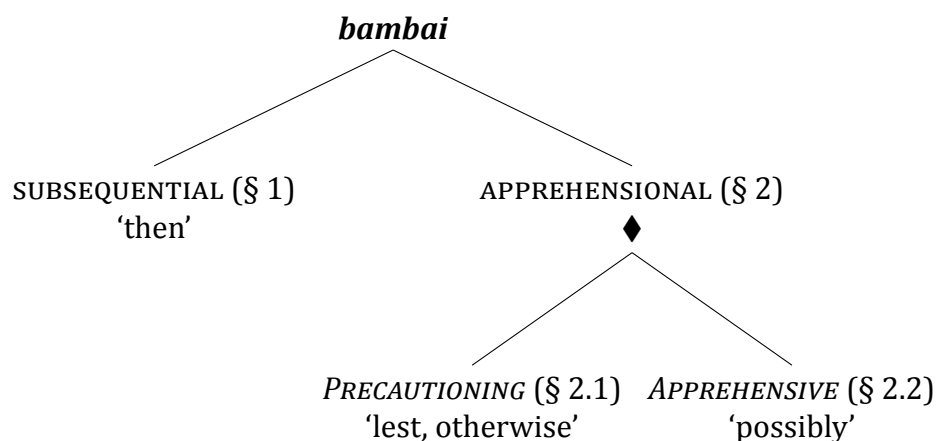 bambai
SUBSEQUENTIAL (§ 1) APPREHENSIONAL (§ 2)
‘then’ ♦
PRECAUTIONING (§ 2.1) APPREHENSIVE (§ 2.2)
‘lest, otherwise’ ‘possibly’